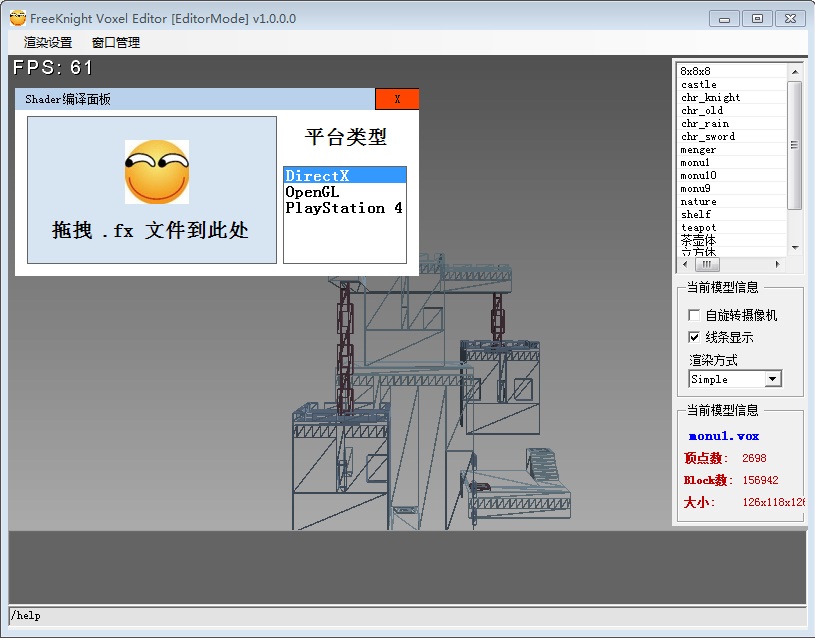 FreeKnight Voxel Editor [EditorMode] v1.0.0.0
渲染设置 窗口管理
FPS: 61
Shader编译面板
X
拖拽 .fx 文件到此处
平台类型
DirectX
OpenGL
PlayStation 4
8x8x8
castle
chr_knight
chr_old
chr_rain
chr_sword
menger
monu1
monu10
monu9
nature
shelf
teapot
茶壶体
立方体
当前模型信息
自旋转摄像机
线条显示
渲染方式
Simple
当前模型信息
monu1.vox
顶点数: 2698
Block数: 156942
大小: 126x118x126
/help